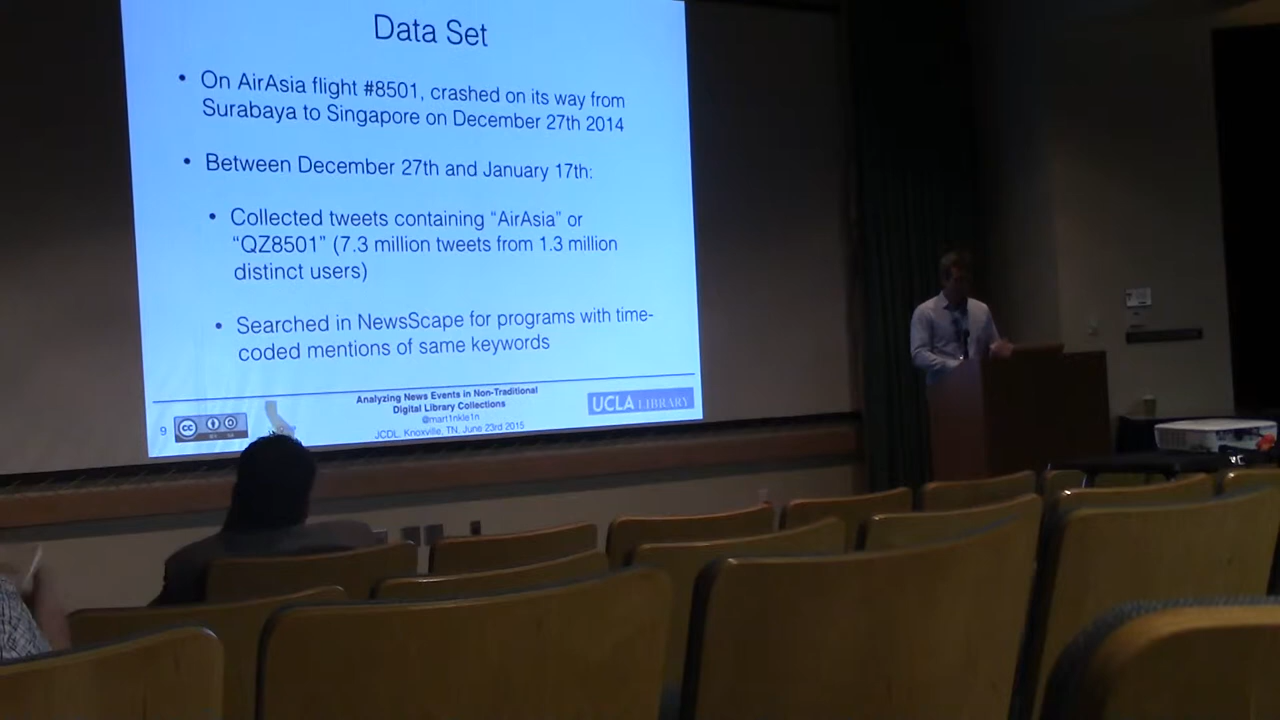 Data Set
• On AirAsia flight #8501, crashed on its way from
Surabaya to Singapore on December 27th 2014
• Between December 27th and January 17th:
• Collected tweets containing “AirAsia” or
“QZ8501” (7.3 million tweets from 1.3 million
distinct users)
• Searched in NewsScape for programs with time-
coded mentions of same keywords
Analyzing News Events in Non-Traditional
Digital Library Collections
@mart1nkle1n
JCDL, Knoxville, TN, June 23rd 2015
9
cc
UCLA LIBRARY